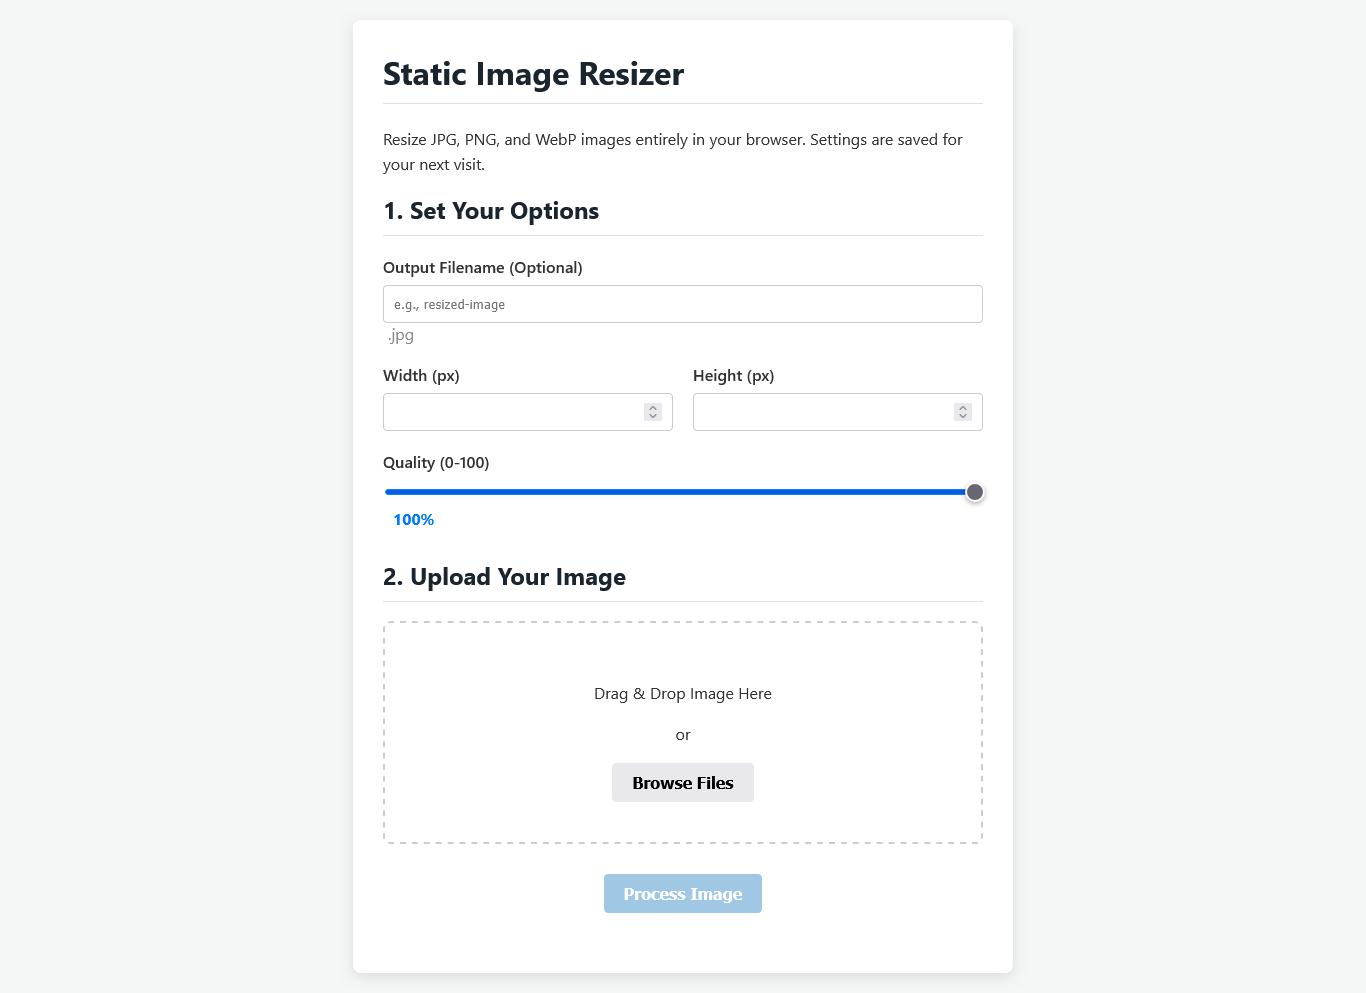 Static Image Resizer
Resize JPG, PNG, and WebP images entirely in your browser. Settings are saved for
your next visit.
1. Set Your Options
Output Filename (Optional)
e.g., resized-image
.jpg
Width (px)
Height (px)
Quality (0-100)
100%
2. Upload Your Image
Drag & Drop Image Here
or
Browse Files
Process Image